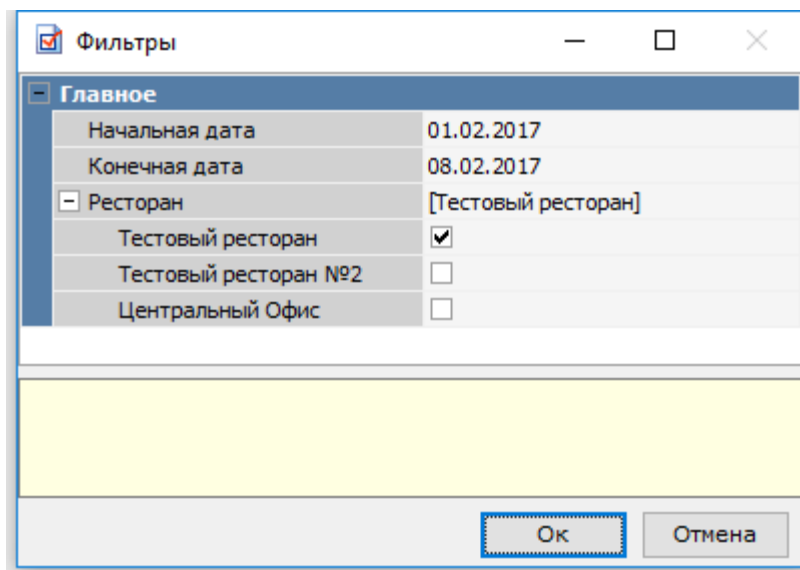 Фильтры
Главное
Начальная дата 01.02.2017
Конечная дата 08.02.2017
Ресторан [Тестовый ресторан]
Тестовый ресторан
Тестовый ресторан №2
Центральный Офис
Ок Отмена